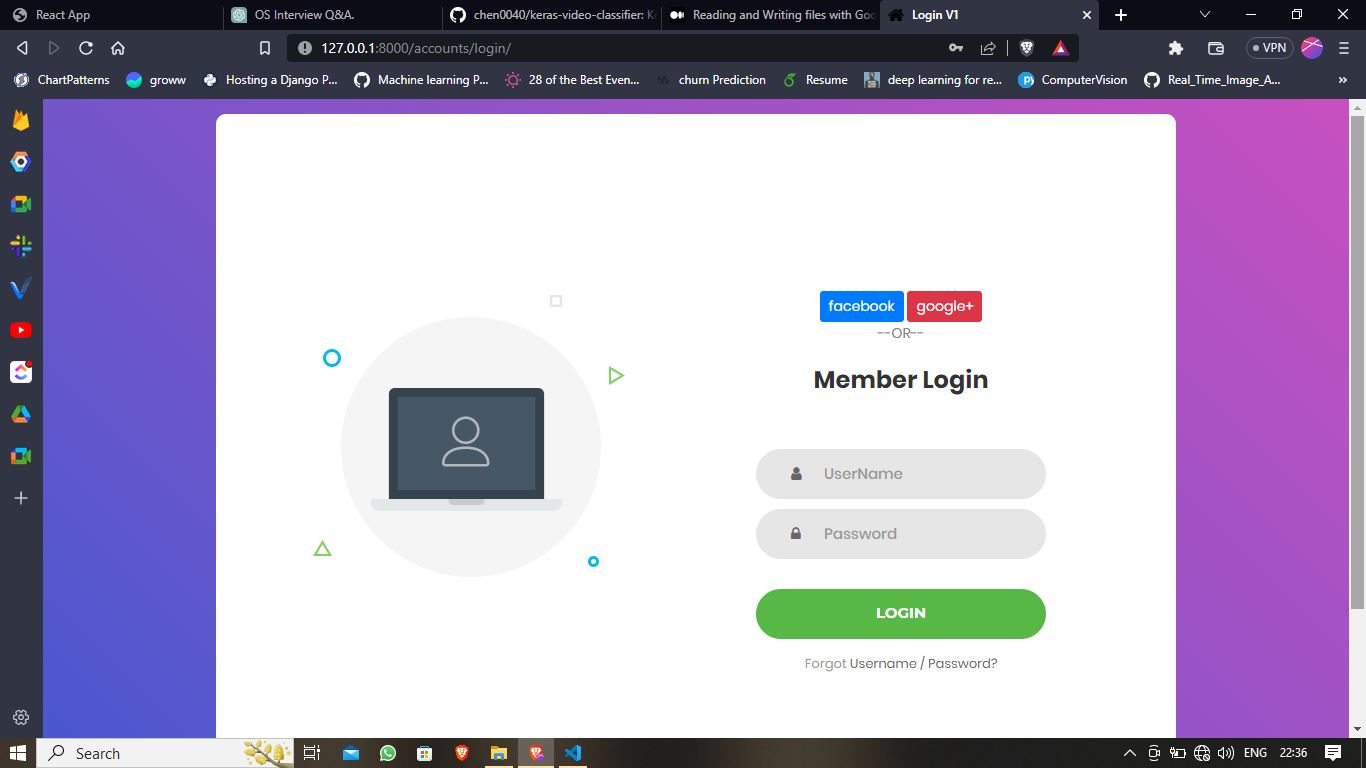 React App
OS Interview Q&A.
chen0040/keras-video-classifier: Ke
Reading and Writing files with Goo
Login V1
127.0.0.1:8000/accounts/login/
VPN
ChartPatterns
groww
Hosting a Django P...
Machine learning P...
28 of the Best Even...
churn Prediction
Resume
deep learning for re...
ComputerVision
Real_Time_Image_A...
facebook google+
--OR--
Member Login
UserName
Password
LOGIN
Forgot Username / Password?
Search
ENG
22:36